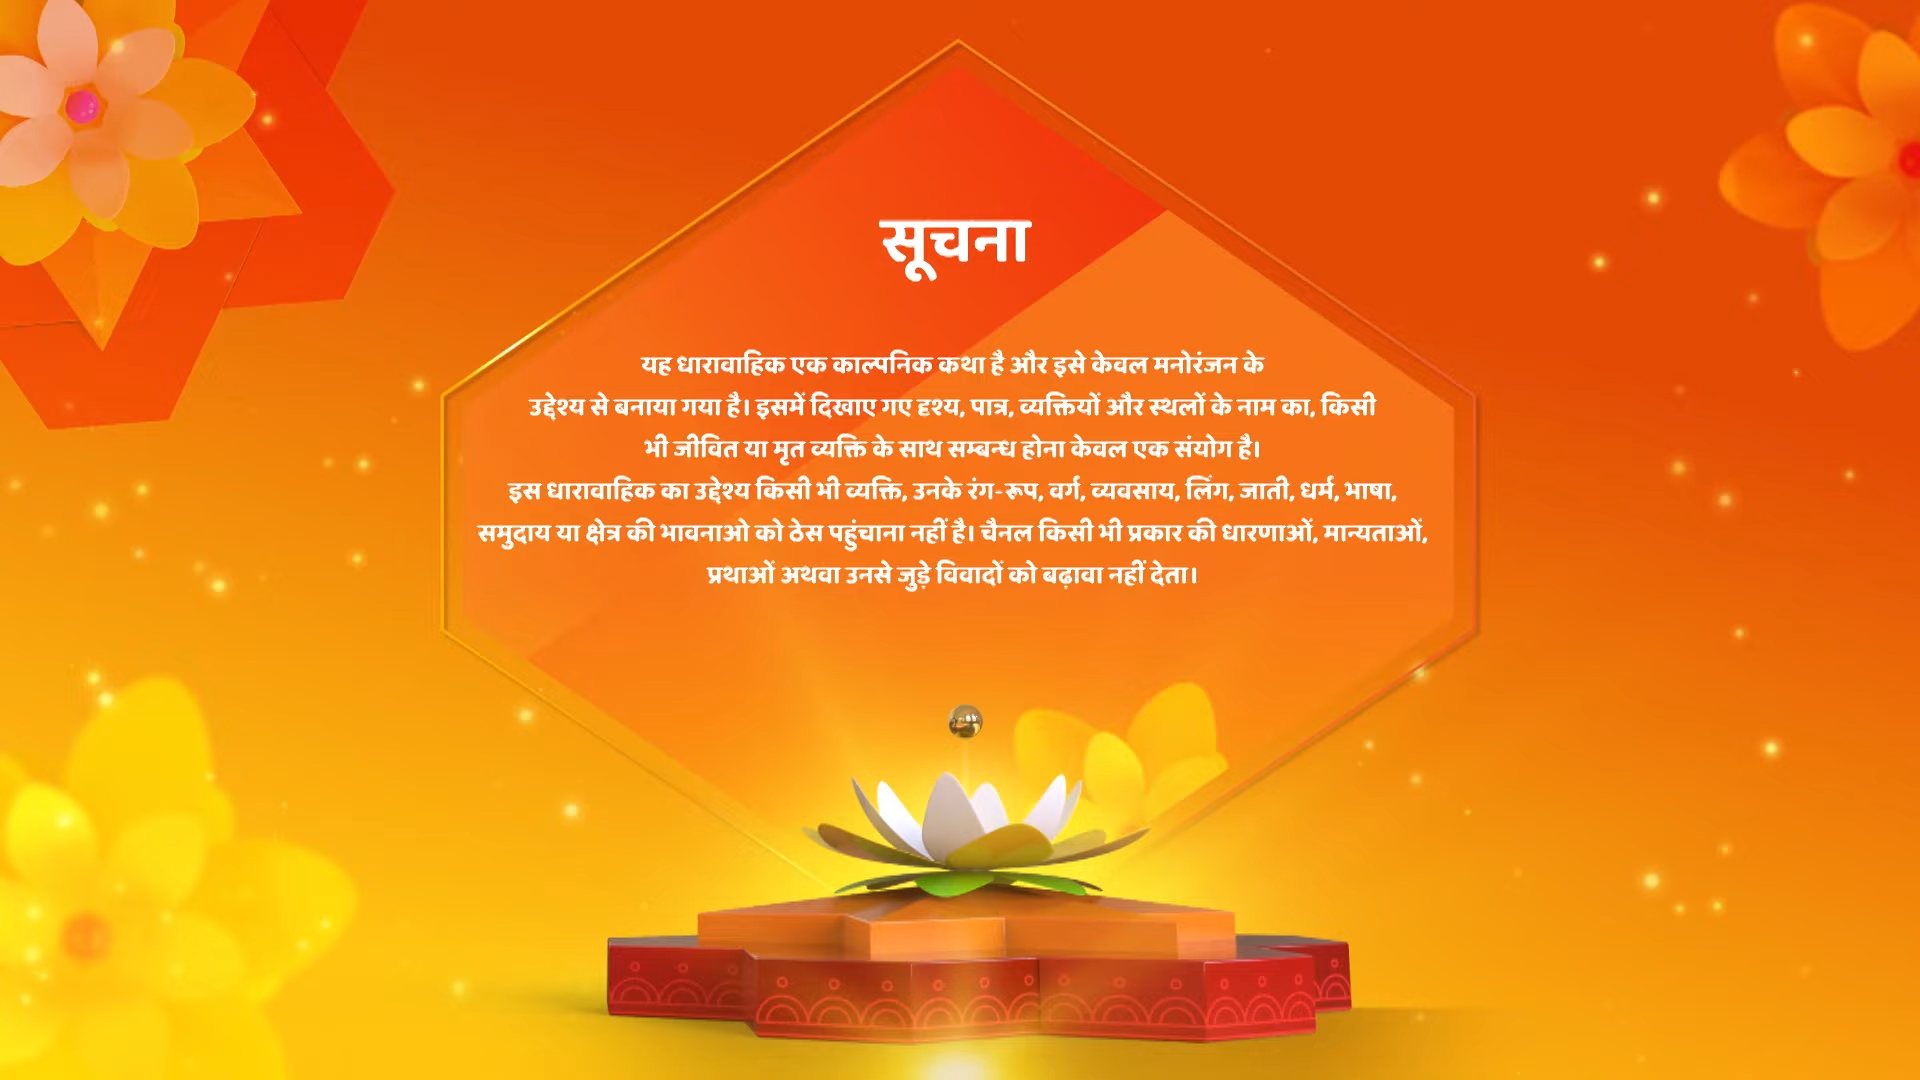 सूचना
यह धारावाहिक एक काल्पनिक कथा है और इसे केवल मनोरंजन के
उद्देश्य से बनाया गया है। इसमें दिखाए गए दृश्य, पात्र, व्यक्तियों और स्थलों के नाम का, किसी
भी जीवित या मृत व्यक्ति के साथ सम्बन्ध होना केवल एक संयोग है।
इस धारावाहिक का उद्देश्य किसी भी व्यक्ति, उनके रंग-रूप, वर्ग, व्यवसाय, लिंग, जाती, धर्म, भाषा,
समुदाय या क्षेत्र की भावनाओ को ठेस पहुंचाना नहीं है। चैनल किसी भी प्रकार की धारणाओं, मान्यताओं,
प्रथाओं अथवा उनसे जुड़े विवादों को बढ़ावा नहीं देता।